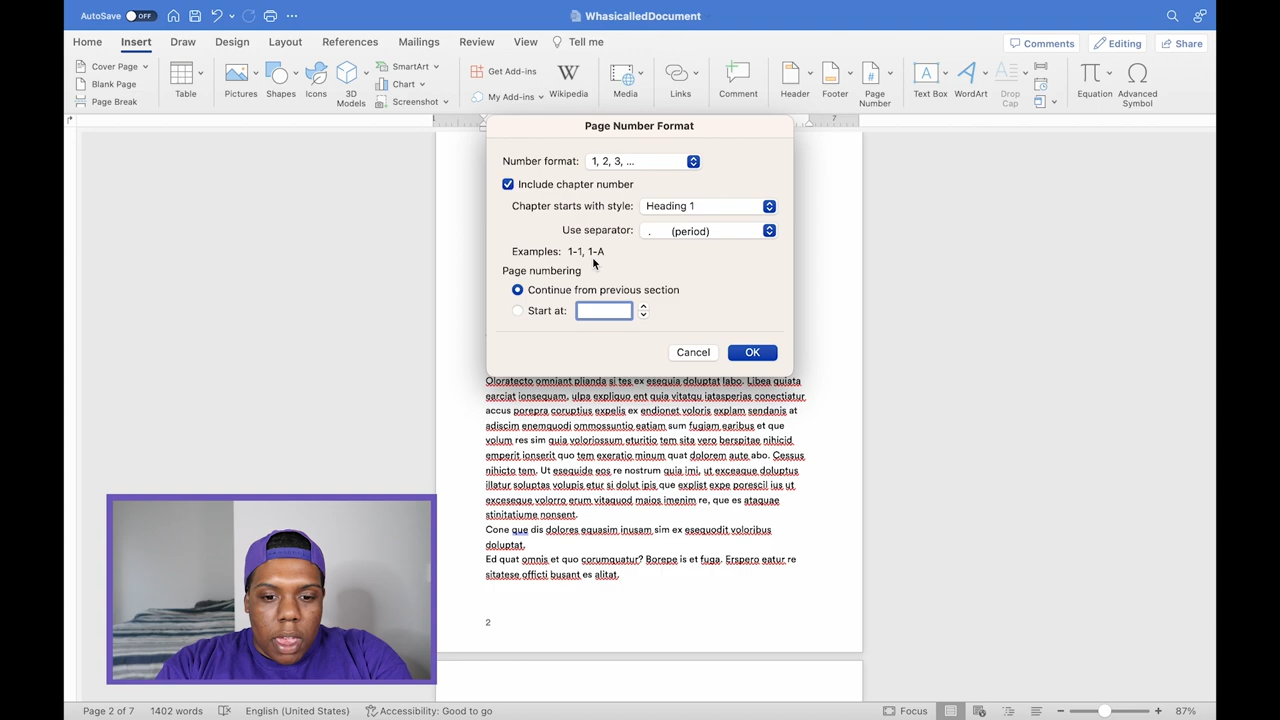 AutoSave OFF
WhasicalledDocument
Home Insert Draw Design Layout References Mailings Review View Tell me Comments Editing Share
Cover Page
Blank Page
Page Break
Table
Pictures
Shapes
Icons
3D
Models
SmartArt
Chart
Screenshot
Get Add-ins
My Add-ins
Wikipedia
Media
Links
Comment
Header
Footer
Page
Number
Text Box
WordArt
Drop
Cap
Equation
Advanced
Symbol
7
Page Number Format
Number format: 1, 2, 3, ...
Include chapter number
Chapter starts with style: Heading 1
Use separator: . (period)
Examples: 1-1, 1-A
Page numbering
Continue from previous section
Start at:
Cancel OK
Oloratecto omniant plianda si tes ex esequia doluptat labo. Libea quiata
earciat ionsequam, ulpa expliquo ent quia vitatqu iatasperias conectiatur
accus porepra coruptius expelis ex endionet voloris explam sendanis at
adiscim enemquodi ommossuntio eatiam sum fugiam earibus et que
volum res sim quia voloriossum eturitio tem sita vero berspitae nihicid
emperit ionserit quo tem exeratio minum quat dolorem aute abo. Cessus
nihicto tem. Ut esequide eos re nostrum quia imi, ut exceaque doluptus
illatur soluptas volupis etur si dolut ipis que explist expe porescil ius ut
exceseque volorro erum vitaquod maios imenim re, que es ataquae
stinitatiume nonsent.
Cone que dis dolores equasim inusam sim ex esequodit voloribus
doluptat.
Ed quat omnis et quo corumquatur? Borepe is et fuga. Erspero eatur re
sitatese officti busant es alitat.
2
Page 2 of 7 1402 words English (United States) Accessibility: Good to go Focus 87%